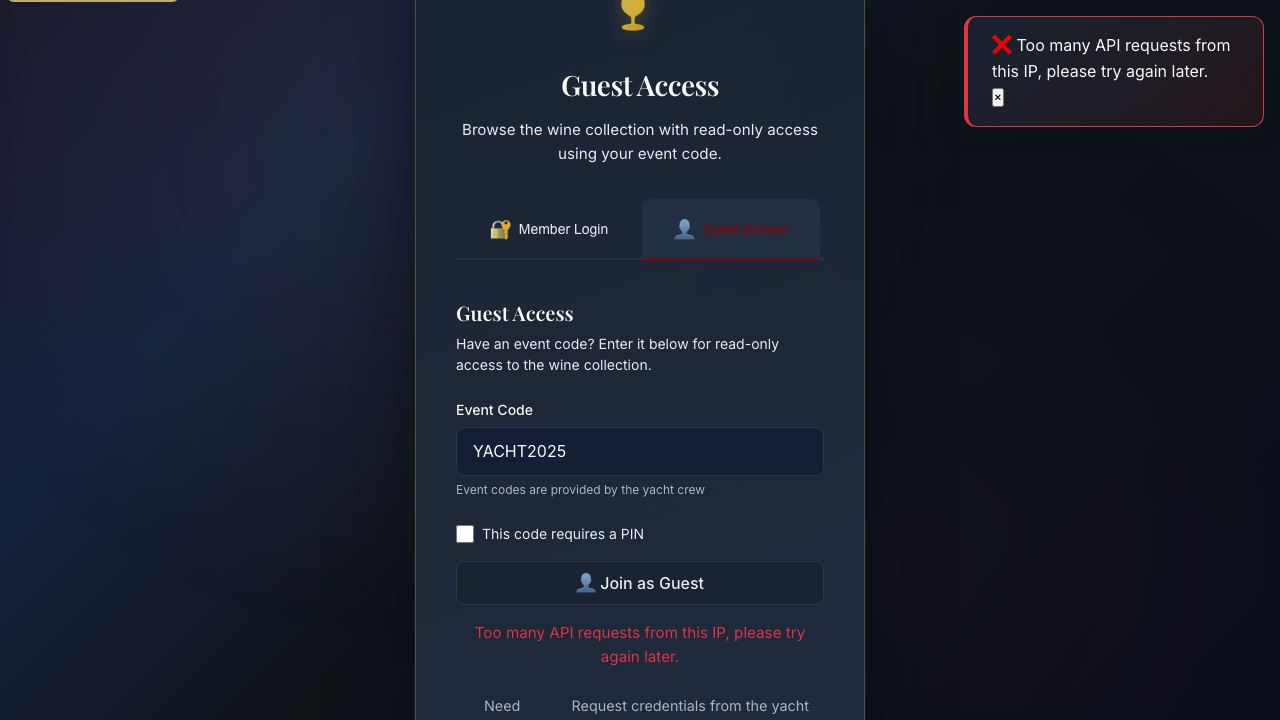 Guest Access
Browse the wine collection with read-only access
using your event code.
Member Login
Guest Access
Guest Access
Have an event code? Enter it below for read-only
access to the wine collection.
Event Code
YACHT2025
Event codes are provided by the yacht crew
This code requires a PIN
Join as Guest
Too many API requests from this IP, please try
again later.
Need
Request credentials from the yacht
Too many API requests from
this IP, please try again later.
×